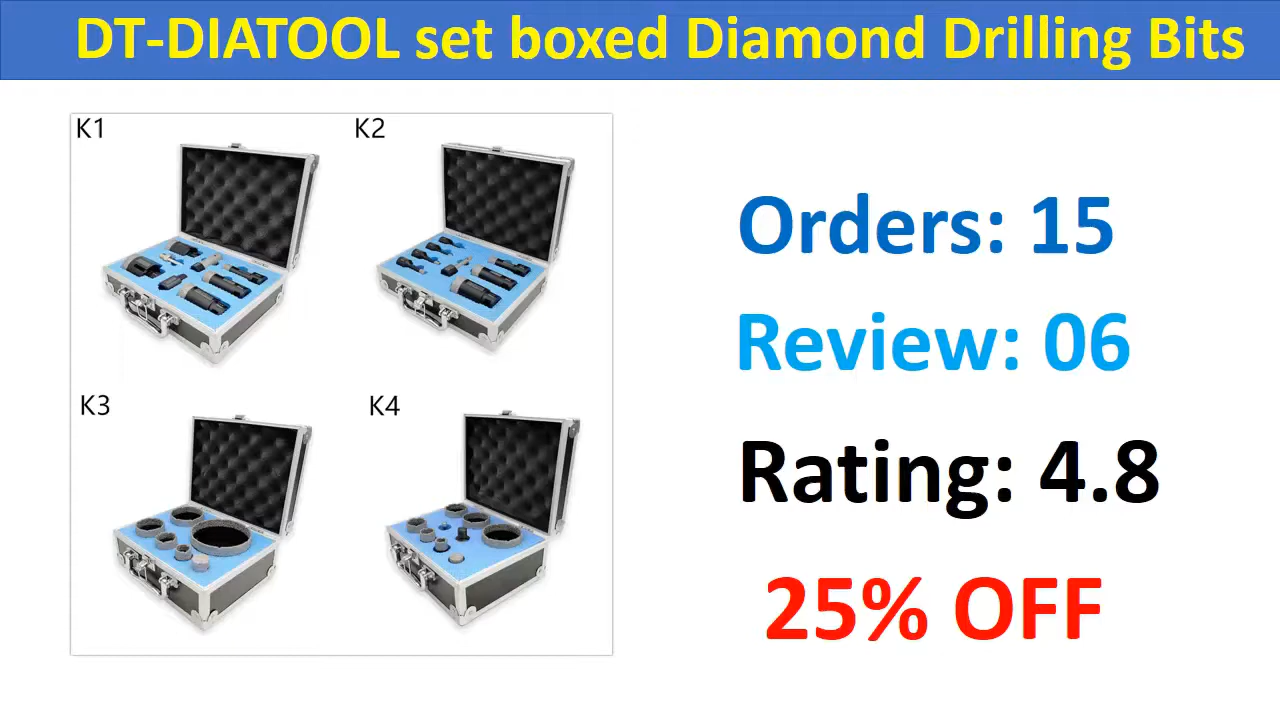 DT-DIATOOL set boxed Diamond Drilling Bits
K1
K2
K3
K4
Orders: 15
Review: 06
Rating: 4.8
25% OFF